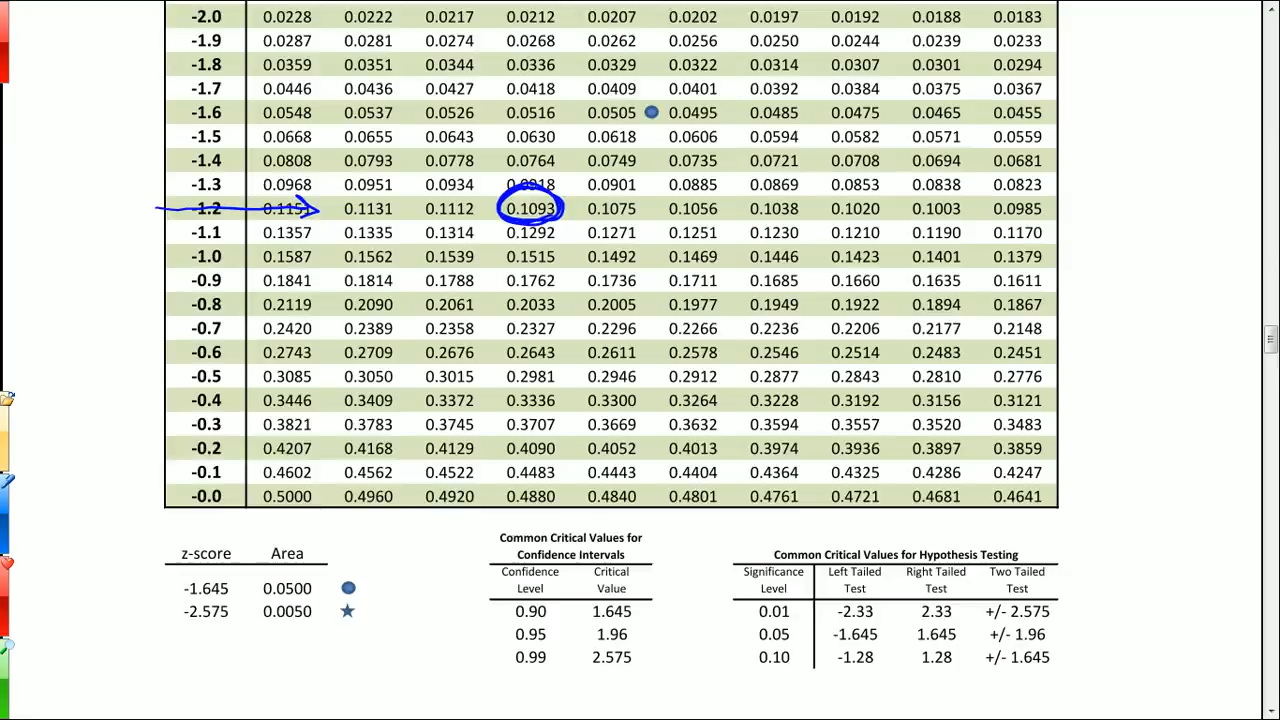 -2.0 0.0228 0.0222 0.0217 0.0212 0.0207 0.0202 0.0197 0.0192 0.0188 0.0183
-1.9 0.0287 0.0281 0.0274 0.0268 0.0262 0.0256 0.0250 0.0244 0.0239 0.0233
-1.8 0.0359 0.0351 0.0344 0.0336 0.0329 0.0322 0.0314 0.0307 0.0301 0.0294
-1.7 0.0446 0.0436 0.0427 0.0418 0.0409 0.0401 0.0392 0.0384 0.0375 0.0367
-1.6 0.0548 0.0537 0.0526 0.0516 0.0505 0.0495 0.0485 0.0475 0.0465 0.0455
-1.5 0.0668 0.0655 0.0643 0.0630 0.0618 0.0606 0.0594 0.0582 0.0571 0.0559
-1.4 0.0808 0.0793 0.0778 0.0764 0.0749 0.0735 0.0721 0.0708 0.0694 0.0681
-1.3 0.0968 0.0951 0.0934 0.0918 0.0901 0.0885 0.0869 0.0853 0.0838 0.0823
-1.2 0.1151 0.1131 0.1112 0.1093 0.1075 0.1056 0.1038 0.1020 0.1003 0.0985
-1.1 0.1357 0.1335 0.1314 0.1292 0.1271 0.1251 0.1230 0.1210 0.1190 0.1170
-1.0 0.1587 0.1562 0.1539 0.1515 0.1492 0.1469 0.1446 0.1423 0.1401 0.1379
-0.9 0.1841 0.1814 0.1788 0.1762 0.1736 0.1711 0.1685 0.1660 0.1635 0.1611
-0.8 0.2119 0.2090 0.2061 0.2033 0.2005 0.1977 0.1949 0.1922 0.1894 0.1867
-0.7 0.2420 0.2389 0.2358 0.2327 0.2296 0.2266 0.2236 0.2206 0.2177 0.2148
-0.6 0.2743 0.2709 0.2676 0.2643 0.2611 0.2578 0.2546 0.2514 0.2483 0.2451
-0.5 0.3085 0.3050 0.3015 0.2981 0.2946 0.2912 0.2877 0.2843 0.2810 0.2776
-0.4 0.3446 0.3409 0.3372 0.3336 0.3300 0.3264 0.3228 0.3192 0.3156 0.3121
-0.3 0.3821 0.3783 0.3745 0.3707 0.3669 0.3632 0.3594 0.3557 0.3520 0.3483
-0.2 0.4207 0.4168 0.4129 0.4090 0.4052 0.4013 0.3974 0.3936 0.3897 0.3859
-0.1 0.4602 0.4562 0.4522 0.4483 0.4443 0.4404 0.4364 0.4325 0.4286 0.4247
-0.0 0.5000 0.4960 0.4920 0.4880 0.4840 0.4801 0.4761 0.4721 0.4681 0.4641
z-score Area
-1.645 0.0500
-2.575 0.0050
Common Critical Values for
Confidence Intervals
Confidence Critical
Level Value
0.90 1.645
0.95 1.96
0.99 2.575
Common Critical Values for Hypothesis Testing
Significance Left Tailed Right Tailed Two Tailed
Level Test Test Test
0.01 -2.33 2.33 +/- 2.575
0.05 -1.645 1.645 +/- 1.96
0.10 -1.28 1.28 +/- 1.645